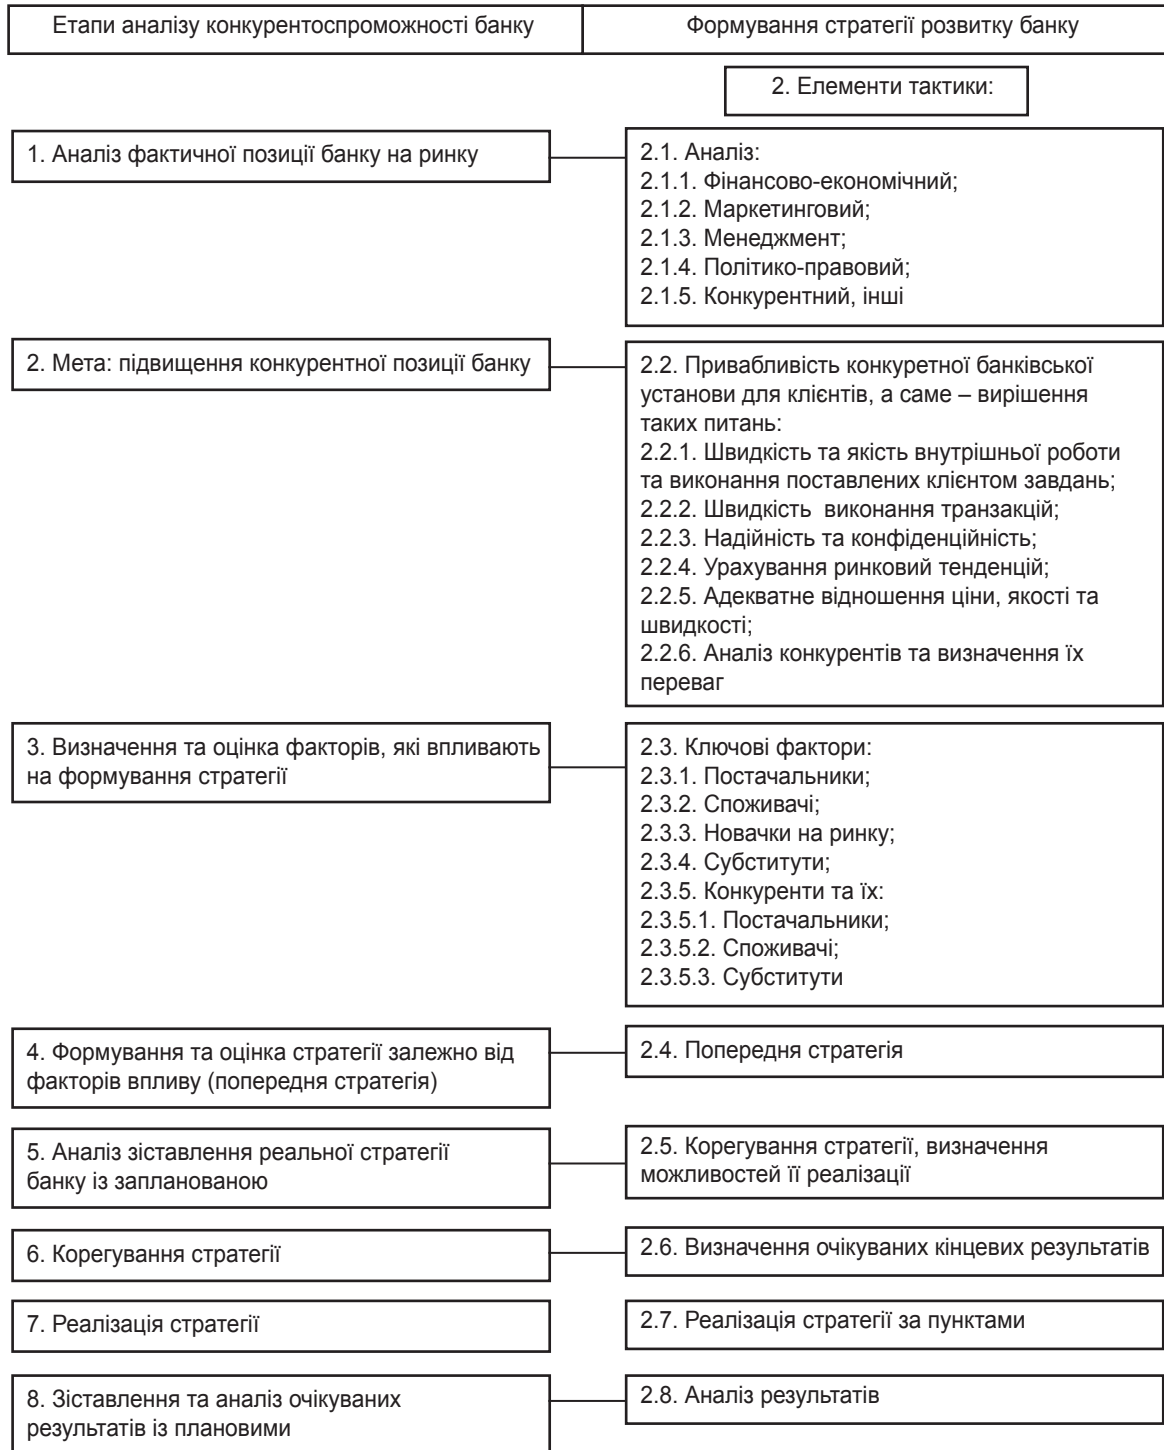 Етапи аналізу конкурентоспроможності банку
Формування стратегії розвитку банку
2. Елементи тактики:
1. Аналіз фактичної позиції банку на ринку
2.1. Аналіз:
2.1.1. Фінансово-економічний;
2.1.2. Маркетинговий;
2.1.3. Менеджмент;
2.1.4. Політико-правовий;
2.1.5. Конкурентний, інші
2. Мета: підвищення конкурентної позиції банку
2.2. Привабливість конкуретної банківської
установи для клієнтів, а саме – вирішення
таких питань:
2.2.1. Швидкість та якість внутрішньої роботи
та виконання поставлених клієнтом завдань;
2.2.2. Швидкість  виконання транзакцій;
2.2.3. Надійність та конфіденційність;
2.2.4. Урахування ринковий тенденцій;
2.2.5. Адекватне відношення ціни, якості та
швидкості;
2.2.6. Аналіз конкурентів та визначення їх
переваг
3. Визначення та оцінка факторів, які впливають
на формування стратегії
2.3. Ключові фактори:
2.3.1. Постачальники;
2.3.2. Споживачі;
2.3.3. Новачки на ринку;
2.3.4. Субститути;
2.3.5. Конкуренти та їх:
2.3.5.1. Постачальники;
2.3.5.2. Споживачі;
2.3.5.3. Субститути
4. Формування та оцінка стратегії залежно від
факторів впливу (попередня стратегія)
2.4. Попередня стратегія
5. Аналіз зіставлення реальної стратегії
банку із запланованою
2.5. Корегування стратегії, визначення
можливостей її реалізації
6. Корегування стратегії
2.6. Визначення очікуваних кінцевих результатів
7. Реалізація стратегії
2.7. Реалізація стратегії за пунктами
8. Зіставлення та аналіз очікуваних
результатів із плановими
2.8. Аналіз результатів